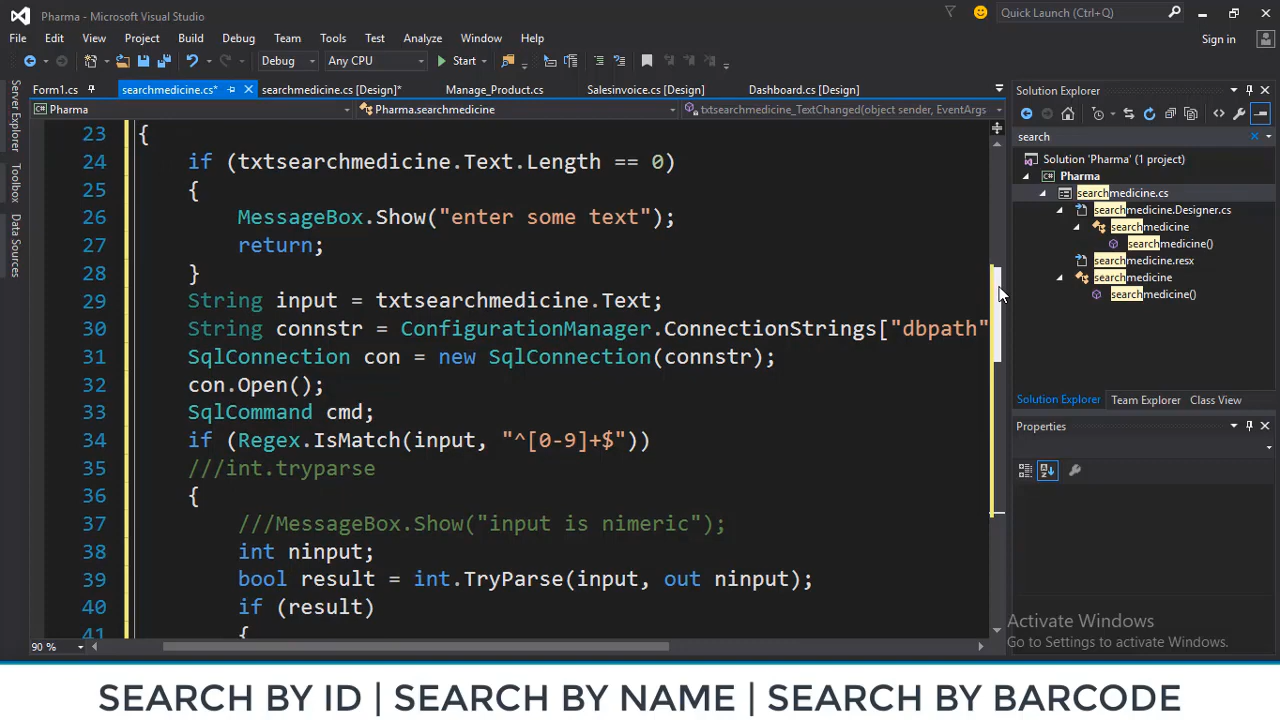 Pharma - Microsoft Visual Studio
Quick Launch (Ctrl+Q)
File Edit View Project Build Debug Team Tools Test Analyze Window Help
Sign in
Debug Any CPU Start
Form1.cs searchmedicine.cs* searchmedicine.cs [Design]* Manage_Product.cs Salesinvoice.cs [Design] Dashboard.cs [Design]
Pharma Pharma.searchmedicine txtsearchmedicine_TextChanged(object sender, EventArgs
Server Explorer
Toolbox
Data Sources
23 {
24 if (txtsearchmedicine.Text.Length == 0)
25 {
26 MessageBox.Show("enter some text");
27 return;
28 }
29 String input = txtsearchmedicine.Text;
30 String connstr = ConfigurationManager.ConnectionStrings["dbpath"
31 SqlConnection con = new SqlConnection(connstr);
32 con.Open();
33 SqlCommand cmd;
34 if (Regex.IsMatch(input, "^[0-9]+$"))
35 ///int.tryparse
36 {
37 ///MessageBox.Show("input is nimeric");
38 int ninput;
39 bool result = int.TryParse(input, out ninput);
40 if (result)
41 {
90 %
Solution Explorer
search
Solution 'Pharma' (1 project)
Pharma
searchmedicine.cs
searchmedicine.Designer.cs
searchmedicine
searchmedicine()
searchmedicine.resx
searchmedicine
searchmedicine()
Solution Explorer Team Explorer Class View
Properties
Activate Windows
Go to Settings to activate Windows.
SEARCH BY ID | SEARCH BY NAME | SEARCH BY BARCODE